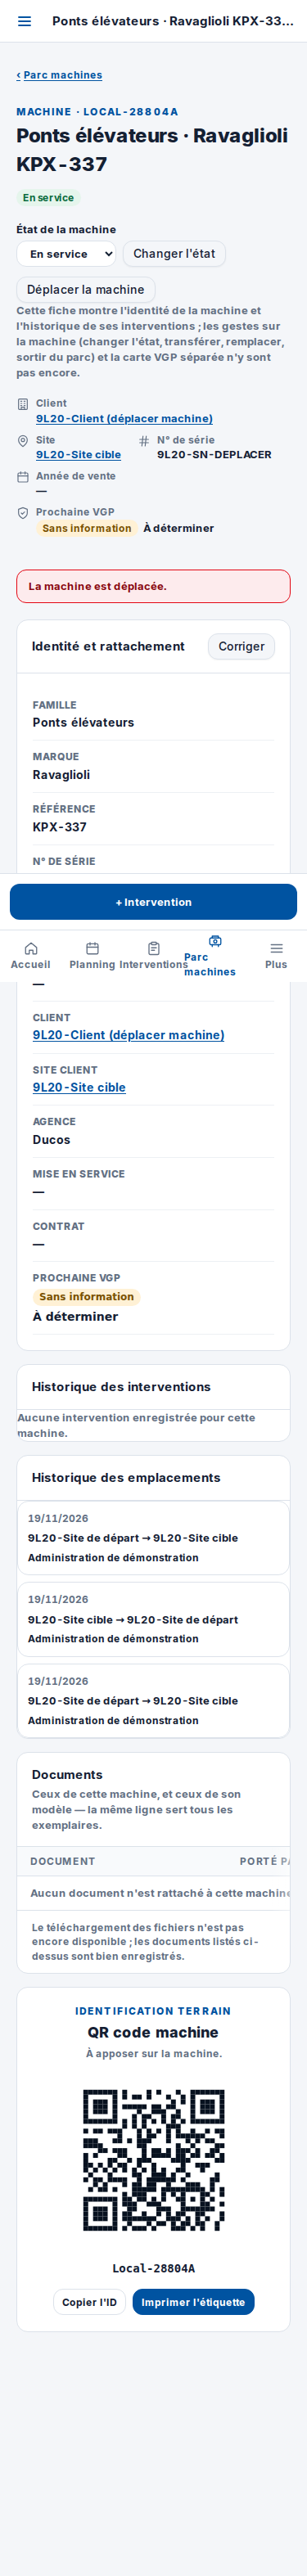 Ponts élévateurs · Ravaglioli KPX-33...
‹ Parc machines
MACHINE · LOCAL-28804A
Ponts élévateurs · Ravaglioli
KPX-337
En service
État de la machine
En service
Changer l'état
Déplacer la machine
Cette fiche montre l'identité de la machine et
l'historique de ses interventions ; les gestes sur
la machine (changer l'état, transférer, remplacer,
sortir du parc) et la carte VGP séparée n'y sont
pas encore.
Client
9L20-Client (déplacer machine)
Site
9L20-Site cible
N° de série
9L20-SN-DEPLACER
Année de vente
—
Prochaine VGP
Sans information À déterminer
La machine est déplacée.
Identité et rattachement
Corriger
FAMILLE
Ponts élévateurs
MARQUE
Ravaglioli
RÉFÉRENCE
KPX-337
N° DE SÉRIE
+ Intervention
Accueil
Planning
Interventions
Parc
machines
Plus
—
CLIENT
9L20-Client (déplacer machine)
SITE CLIENT
9L20-Site cible
AGENCE
Ducos
MISE EN SERVICE
—
CONTRAT
—
PROCHAINE VGP
Sans information
À déterminer
Historique des interventions
Aucune intervention enregistrée pour cette
machine.
Historique des emplacements
19/11/2026
9L20-Site de départ → 9L20-Site cible
Administration de démonstration
19/11/2026
9L20-Site cible → 9L20-Site de départ
Administration de démonstration
19/11/2026
9L20-Site de départ → 9L20-Site cible
Administration de démonstration
Documents
Ceux de cette machine, et ceux de son
modèle — la même ligne sert tous les
exemplaires.
DOCUMENT PORTÉ PA
Aucun document n'est rattaché à cette machine
Le téléchargement des fichiers n'est pas
encore disponible ; les documents listés ci-
dessus sont bien enregistrés.
IDENTIFICATION TERRAIN
QR code machine
À apposer sur la machine.
Local-28804A
Copier l'ID
Imprimer l'étiquette